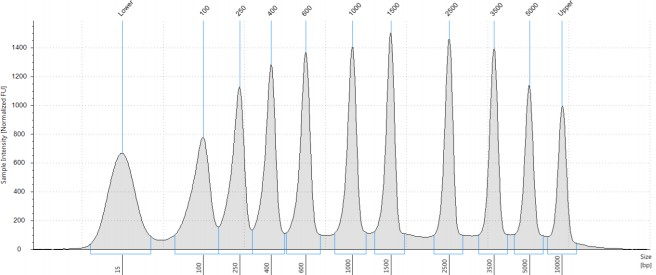 Lower 100 250 400 600 1000 1500 2500 3500 5000 Upper
Sample Intensity [Normalized FU]
1400
1200
1000
800
600
400
200
0
15 100 250 400 600 1000 1500 2500 3500 5000 10000
Size
[bp]